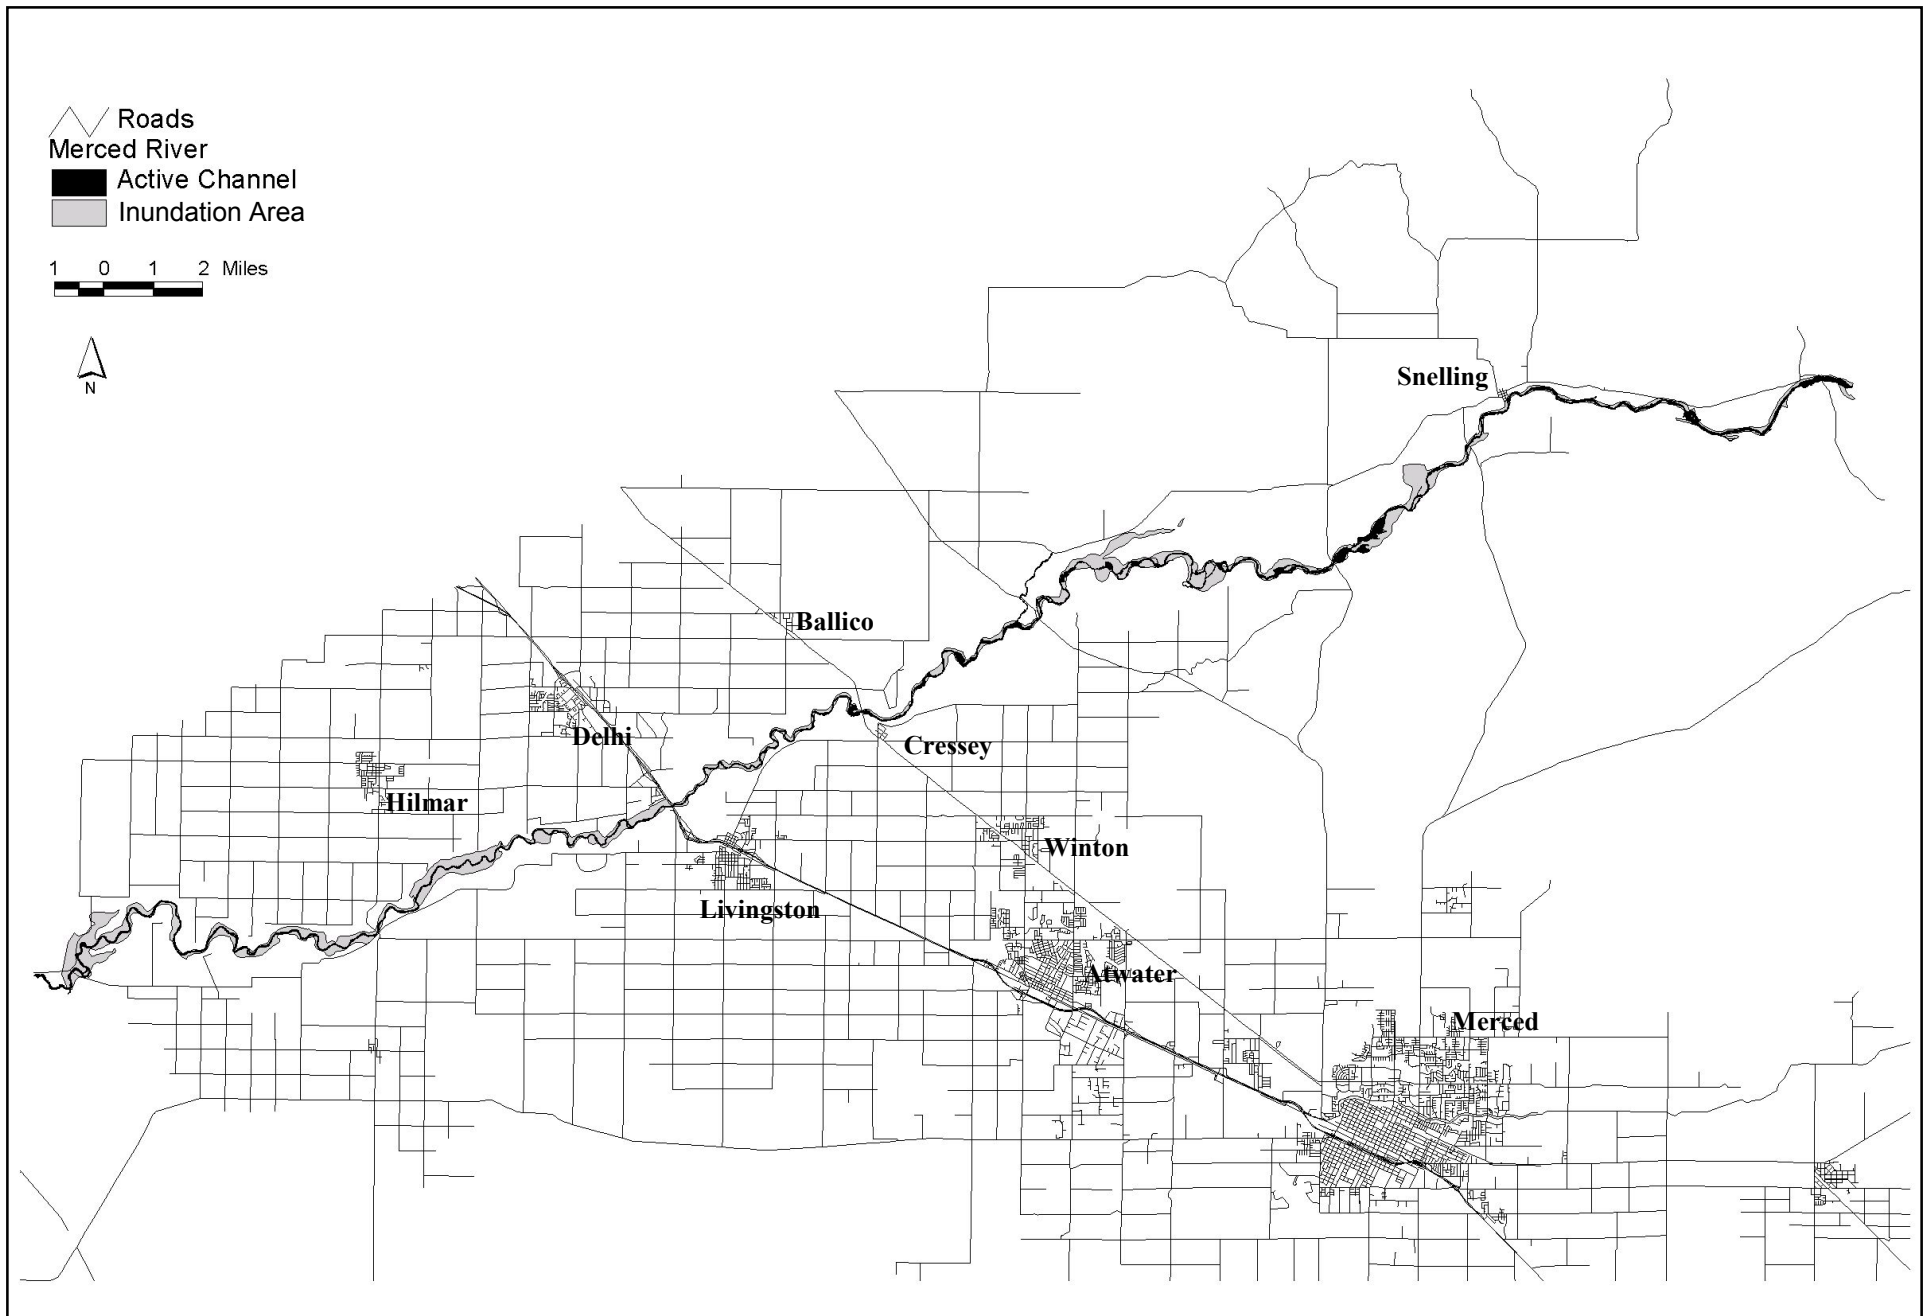 Roads
Merced River
Active Channel
Inundation Area
1 0 1 2 Miles
N
Snelling
Ballico
Delhi
Cressey
Hilmar
Winton
Livingston
Atwater
Merced